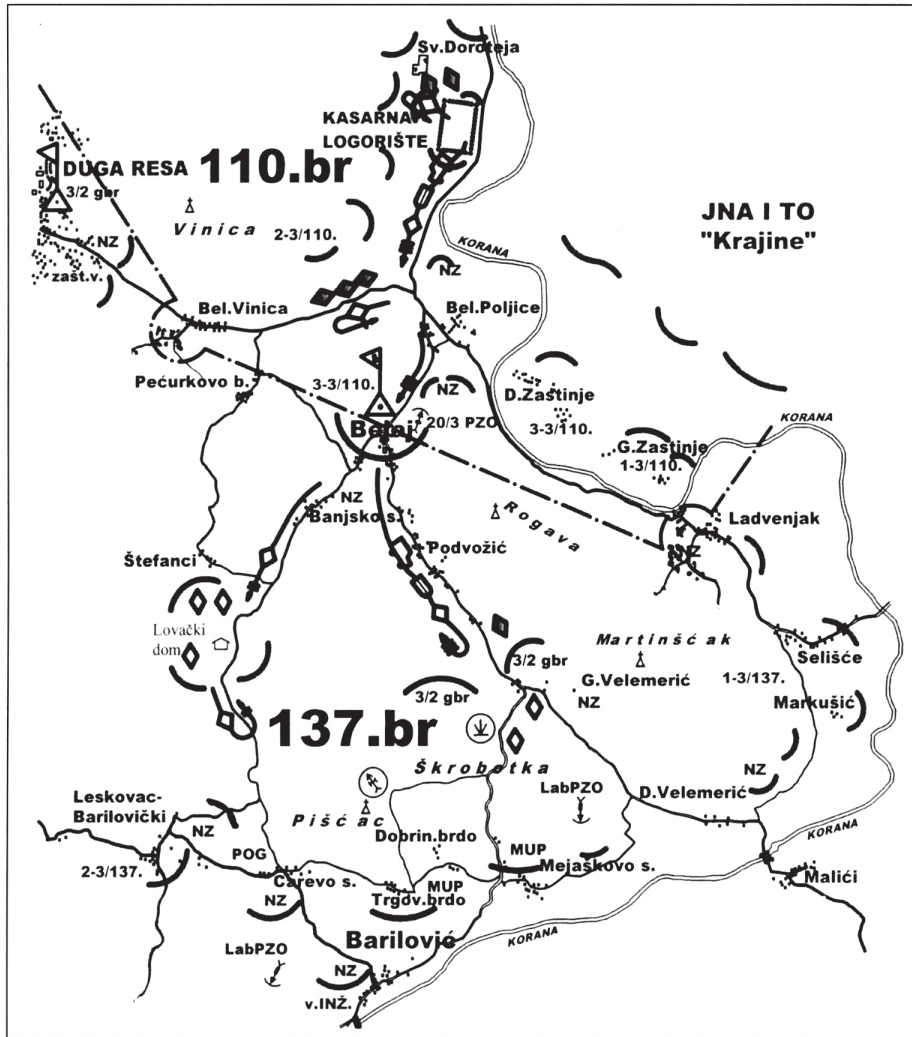 Sv.Doroteja
KASARNA
LOGORIŠTE
DUGA RESA
110.br
3/2 gbr
Vinica
2-3/110.
JNA I TO
"Krajine"
KORANA
NZ
zašt.v.
NZ
Bel.Vinica
Bel.Poljice
Pećurkovo b.
3-3/110.
NZ
D.Zastinje
KORANA
Belaj
20/3 PZO
3-3/110.
G.Zastinje
1-3/110.
NZ
Banjsko s.
Rogava
Ladvenjak
Štefanci
Podvožić
NZ
Lovački
dom
Martinšćak
Selišće
3/2 gbr
G.Velemerić
1-3/137.
3/2 gbr
NZ
Markušić
137.br
Škrobotka
NZ
Leskovac-
Barilovički
LabPZO
D.Velemerić
NZ
Pišćac
Dobrin.brdo
KORANA
2-3/137.
POG
MUP
Mejaškovo s.
Carevo s.
MUP
Malići
NZ
Trgov.brdo
Barilović
KORANA
LabPZO
NZ
v.INŽ.